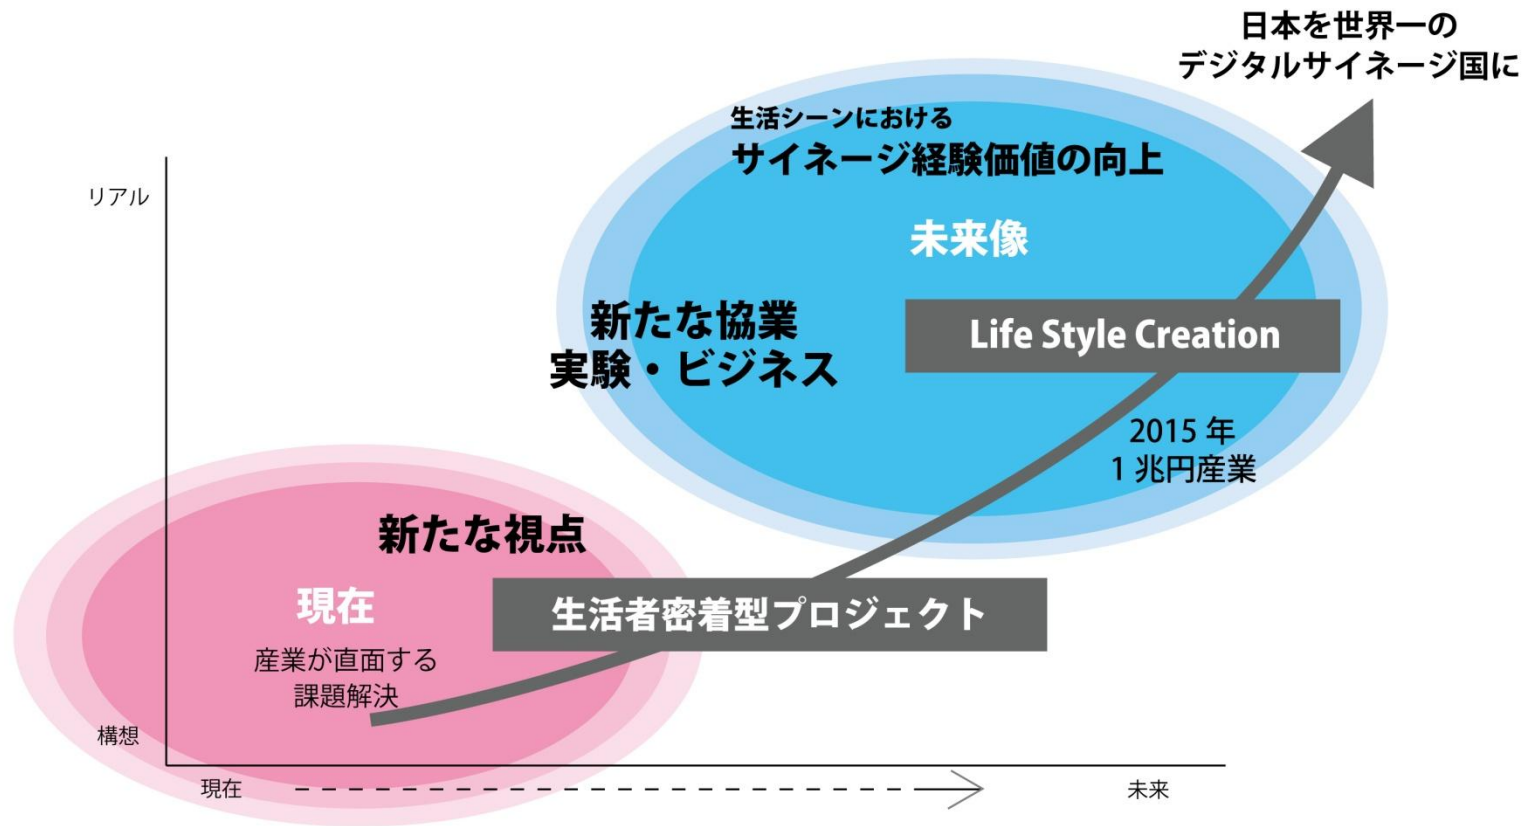 日本を世界一の
デジタルサイネージ国に
生活シーンにおける
サイネージ経験価値の向上
リアル
未来像
新たな協業
実験・ビジネス
Life Style Creation
2015 年
1 兆円産業
新たな視点
現在
生活者密着型プロジェクト
産業が直面する
課題解決
構想
現在
未来